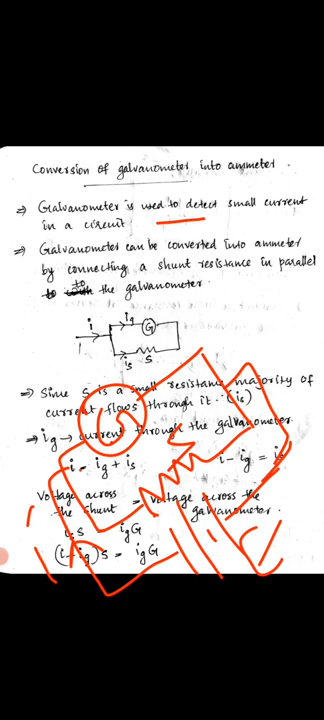 Conversion of galvanometer into ammeter.
⇒ Galvanometer is used to detect small current
in a circuit
⇒ Galvanometer can be converted into ammeter
by connecting a shunt resistance in parallel
to the galvanometer.
i ig G
is S
⇒ Since S is a small resistance majority of
current flows through it. (is)
⇒ ig → current through the galvanometer
i = ig + is i - ig = is
Voltage across the shunt = voltage across the galvanometer.
is S igG
(i - ig) S = igG